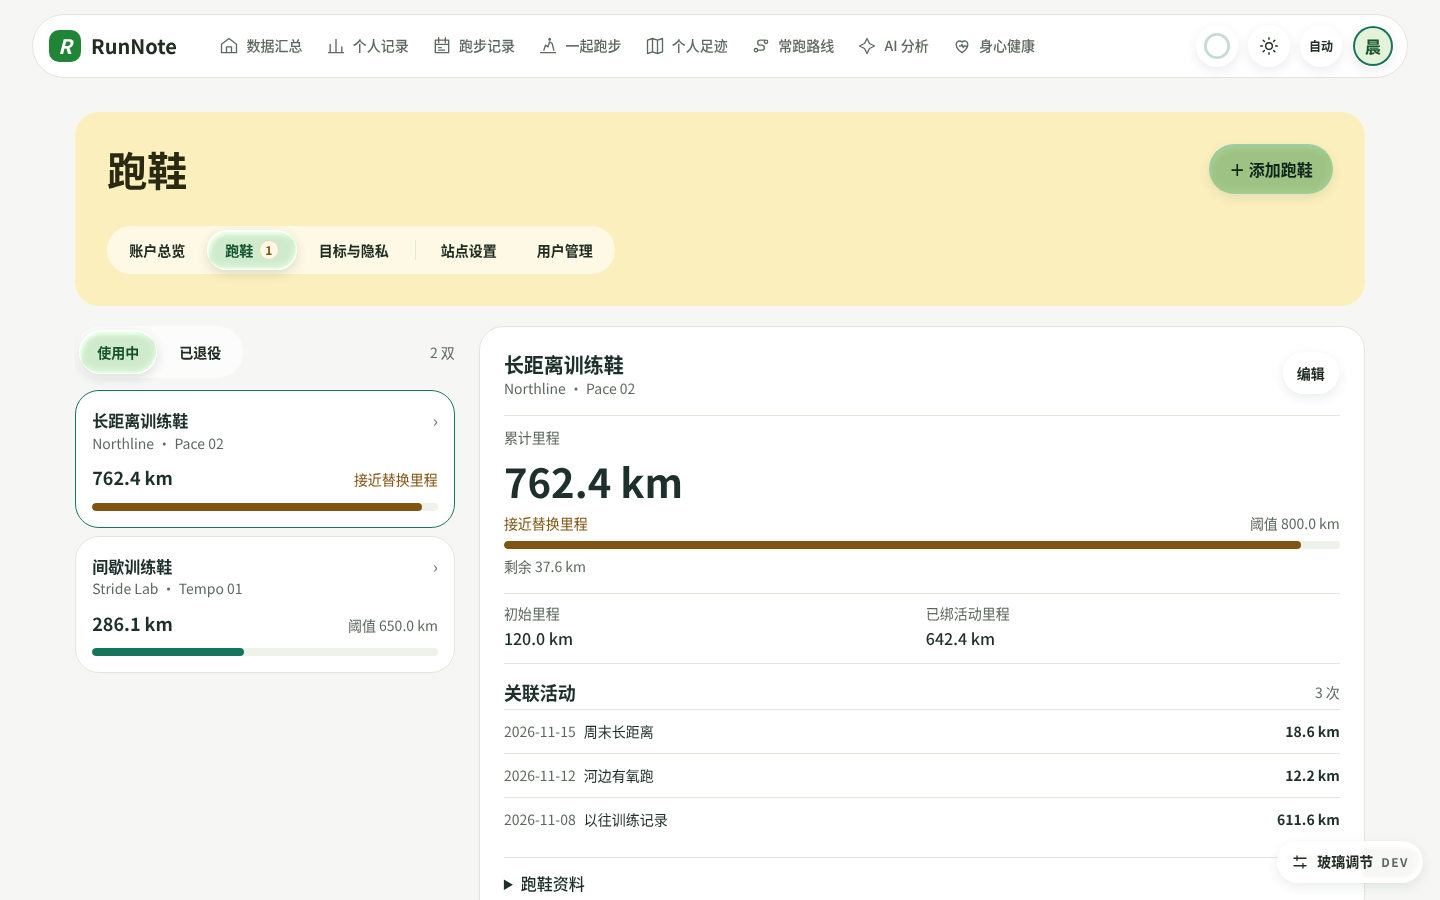 R RunNote 数据汇总 个人记录 跑步记录 一起跑步 个人足迹 常跑路线 AI 分析 身心健康 自动 晨
跑鞋
+ 添加跑鞋
账户总览 跑鞋 1 目标与隐私 站点设置 用户管理
使用中 已退役 2 双
长距离训练鞋 ›
Northline • Pace 02
762.4 km 接近替换里程
间歇训练鞋 ›
Stride Lab • Tempo 01
286.1 km 阈值 650.0 km
长距离训练鞋
Northline • Pace 02
编辑
累计里程
762.4 km
接近替换里程 阈值 800.0 km
剩余 37.6 km
初始里程 已绑活动里程
120.0 km 642.4 km
关联活动 3 次
2026-11-15 周末长距离 18.6 km
2026-11-12 河边有氧跑 12.2 km
2026-11-08 以往训练记录 611.6 km
玻璃调节 DEV
▶ 跑鞋资料